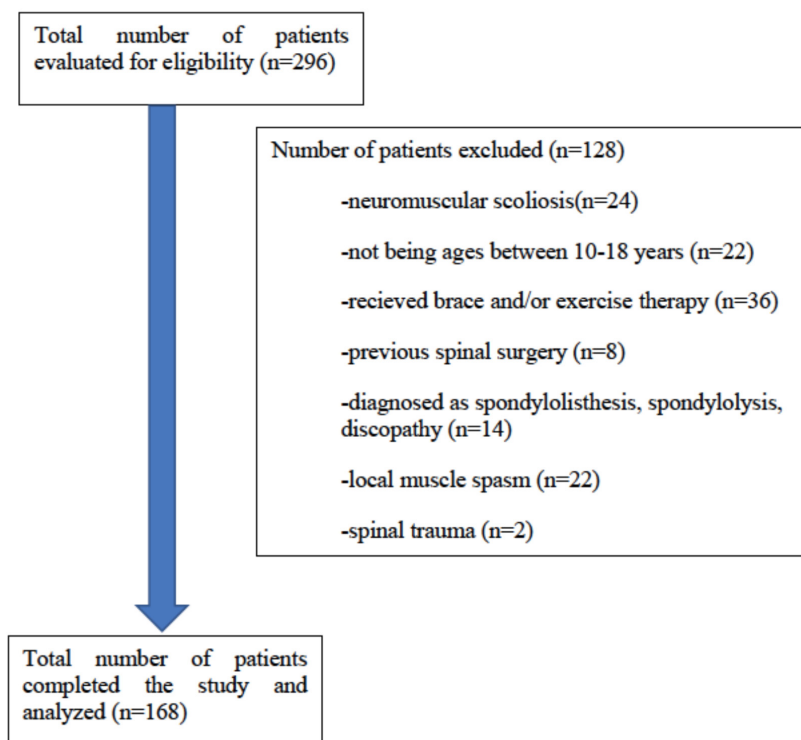 Total number of patients
evaluated for eligibility (n=296)
Number of patients excluded (n=128)
-neuromuscular scoliosis(n=24)
-not being ages between 10-18 years (n=22)
-recieved brace and/or exercise therapy (n=36)
-previous spinal surgery (n=8)
-diagnosed as spondylolisthesis, spondylolysis,
discopathy (n=14)
-local muscle spasm (n=22)
-spinal trauma (n=2)
Total number of patients
completed the study and
analyzed (n=168)